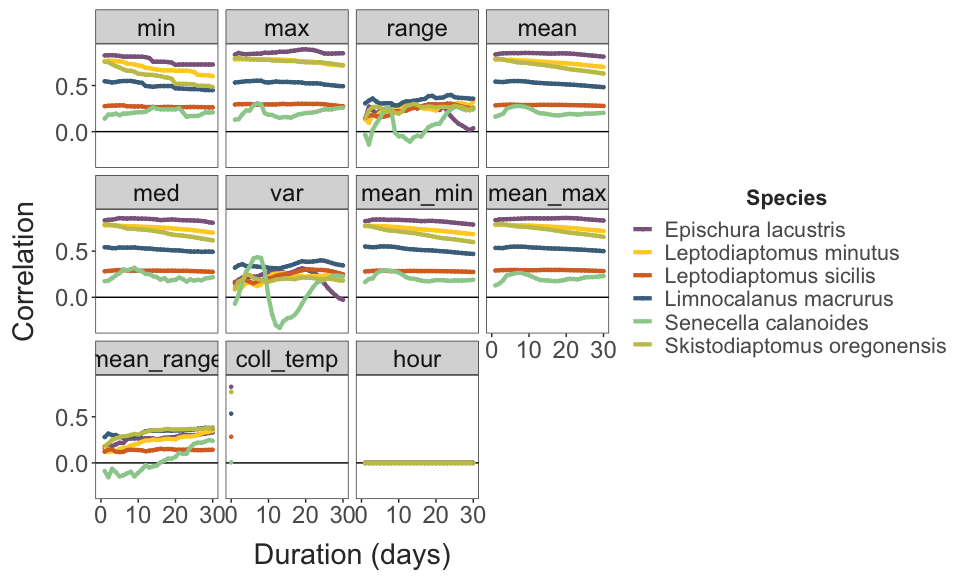 min max range mean
0.5
0.0
med var mean_min mean_max
0.5
0.0
0 10 20 30
mean_range coll_temp hour
0.5
0.0
0 10 20 30 0 10 20 30 0 10 20 30
Duration (days)
Correlation
Species
Epischura lacustris
Leptodiaptomus minutus
Leptodiaptomus sicilis
Limnocalanus macrurus
Senecella calanoides
Skistodiaptomus oregonensis